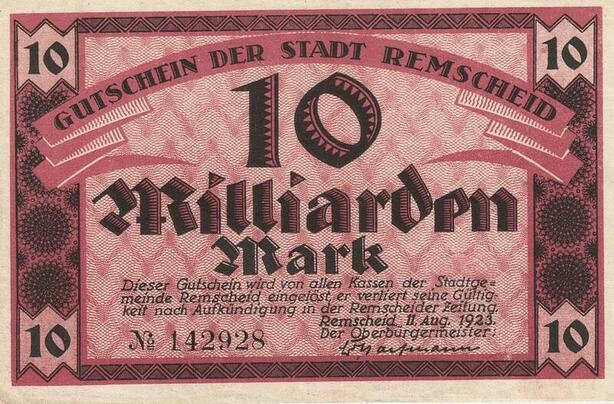 10 10
GUTSCHEIN DER STADT REMSCHEID
10
Milliarden
Mark
Dieser Gutschein wird von allen Kassen der Stadtge=
meinde Remscheid eingelöst, er verliert seine Gültig=
keit nach Aufkündigung in der Remscheider Zeitung.
Remscheid, 11. Aug. 1923.
№ 142928 Der Oberbürgermeister:
10 10